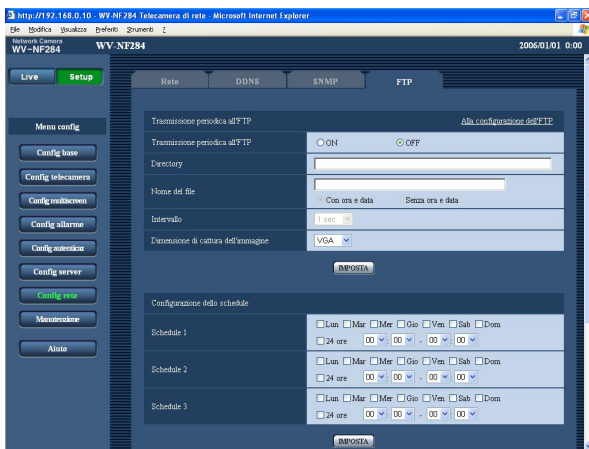 http://192.168.0.10 - WV-NF284 Telecamera di rete - Microsoft Internet Explorer
File Modifica Visualizza Preferiti Strumenti ?
Network Camera
WV-NF284
WV-NF284
2006/01/01 0:00
Live Setup
Rete DDNS SNMP FTP
Menu config
Config base
Config telecamera
Config multiscreen
Config allarme
Config autenticaz
Config server
Config rete
Manutenzione
Aiuto
Trasmissione periodica all'FTP Alla configurazione dell'FTP
Trasmissione periodica all'FTP ON OFF
Directory
Nome del file
Con ora e data Senza ora e data
Intervallo 1 sec
Dimensione di cattura dell'immagine VGA
IMPOSTA
Configurazione dello schedule
Schedule 1
Lun Mar Mer Gio Ven Sab Dom
24 ore 00 : 00 - 00 : 00
Schedule 2
Lun Mar Mer Gio Ven Sab Dom
24 ore 00 : 00 - 00 : 00
Schedule 3
Lun Mar Mer Gio Ven Sab Dom
24 ore 00 : 00 - 00 : 00
IMPOSTA